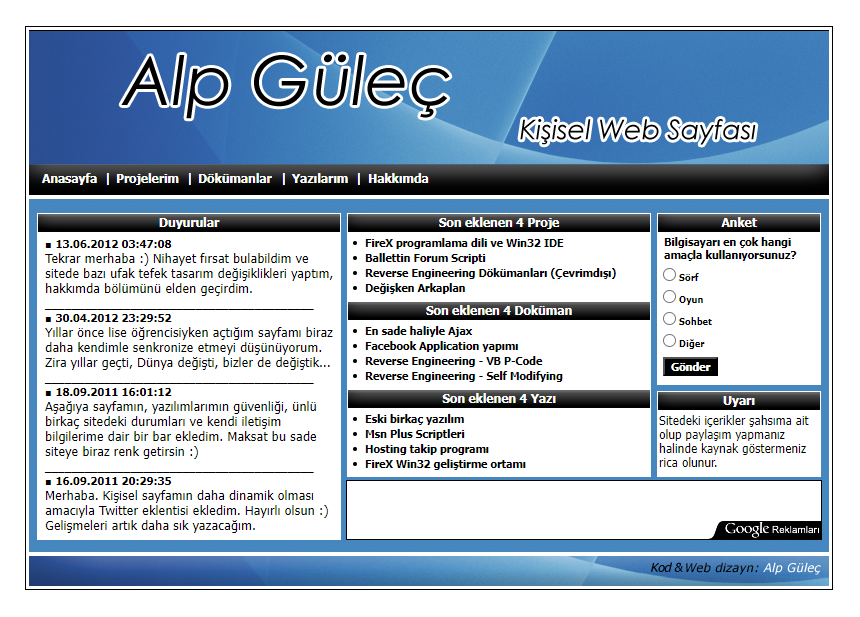 Alp Güleç
Kişisel Web Sayfası
Anasayfa | Projelerim | Dökümanlar | Yazılarım | Hakkımda
Duyurular
13.06.2012 03:47:08
Tekrar merhaba :) Nihayet fırsat bulabildim ve
sitede bazı ufak tefek tasarım değişiklikleri yaptım,
hakkımda bölümünü elden geçirdim.
30.04.2012 23:29:52
Yıllar önce lise öğrencisiyken açtığım sayfamı biraz
daha kendimle senkronize etmeyi düşünüyorum.
Zira yıllar geçti, Dünya değişti, bizler de değiştik...
18.09.2011 16:01:12
Aşağıya sayfamın, yazılımlarımın güvenliği, ünlü
birkaç sitedeki durumları ve kendi iletişim
bilgilerime dair bir bar ekledim. Maksat bu sade
siteye biraz renk getirsin :)
16.09.2011 20:29:35
Merhaba. Kişisel sayfamın daha dinamik olması
amacıyla Twitter eklentisi ekledim. Hayırlı olsun :)
Gelişmeleri artık daha sık yazacağım.
Son eklenen 4 Proje
FireX programlama dili ve Win32 IDE
Ballettin Forum Scripti
Reverse Engineering Dökümanları (Çevrimdışı)
Değişken Arkaplan
Son eklenen 4 Doküman
En sade haliyle Ajax
Facebook Application yapımı
Reverse Engineering - VB P-Code
Reverse Engineering - Self Modifying
Son eklenen 4 Yazı
Eski birkaç yazılım
Msn Plus Scriptleri
Hosting takip programı
FireX Win32 geliştirme ortamı
Anket
Bilgisayarı en çok hangi
amaçla kullanıyorsunuz?
Sörf
Oyun
Sohbet
Diğer
Gönder
Uyarı
Sitedeki içerikler şahsıma ait
olup paylaşım yapmanız
halinde kaynak göstermeniz
rica olunur.
Google Reklamları
Kod & Web dizayn: Alp Güleç